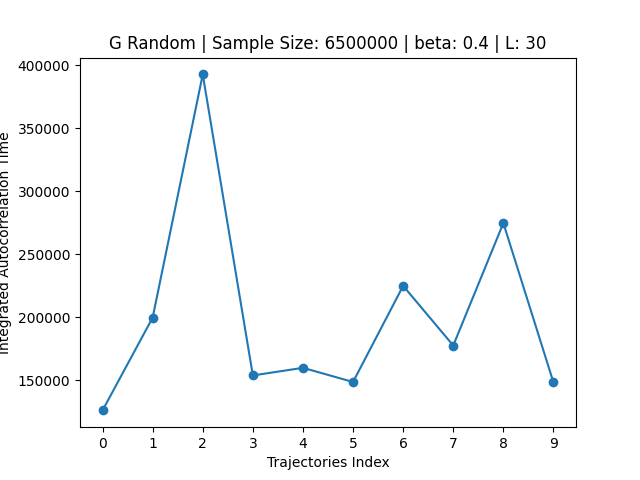 G Random | Sample Size: 6500000 | beta: 0.4 | L: 30
400000
350000
300000
250000
200000
150000
Integrated Autocorrelation Time
0 1 2 3 4 5 6 7 8 9
Trajectories Index